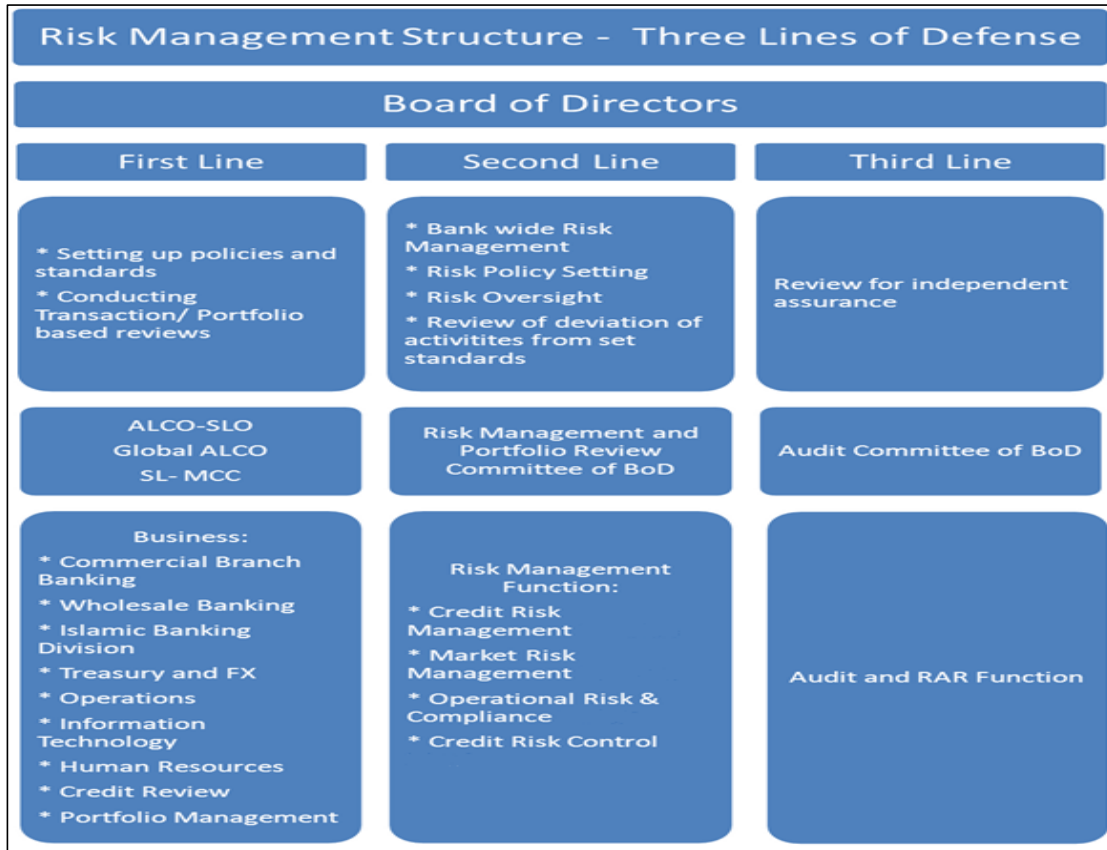 Risk Management Structure - Three Lines of Defense
Board of Directors
First Line
Second Line
Third Line
* Setting up policies and
standards
* Conducting
Transaction/ Portfolio
based reviews
* Bank wide Risk
Management
* Risk Policy Setting
* Risk Oversight
* Review of deviation of
activitites from set
standards
Review for independent
assurance
ALCO-SLO
Global ALCO
SL- MCC
Risk Management and
Portfolio Review
Committee of BoD
Audit Committee of BoD
Business:
* Commercial Branch
Banking
* Wholesale Banking
* Islamic Banking
Division
* Treasury and FX
* Operations
* Information
Technology
* Human Resources
* Credit Review
* Portfolio Management
Risk Management
Function:
* Credit Risk
Management
* Market Risk
Management
* Operational Risk &
Compliance
* Credit Risk Control
Audit and RAR Function